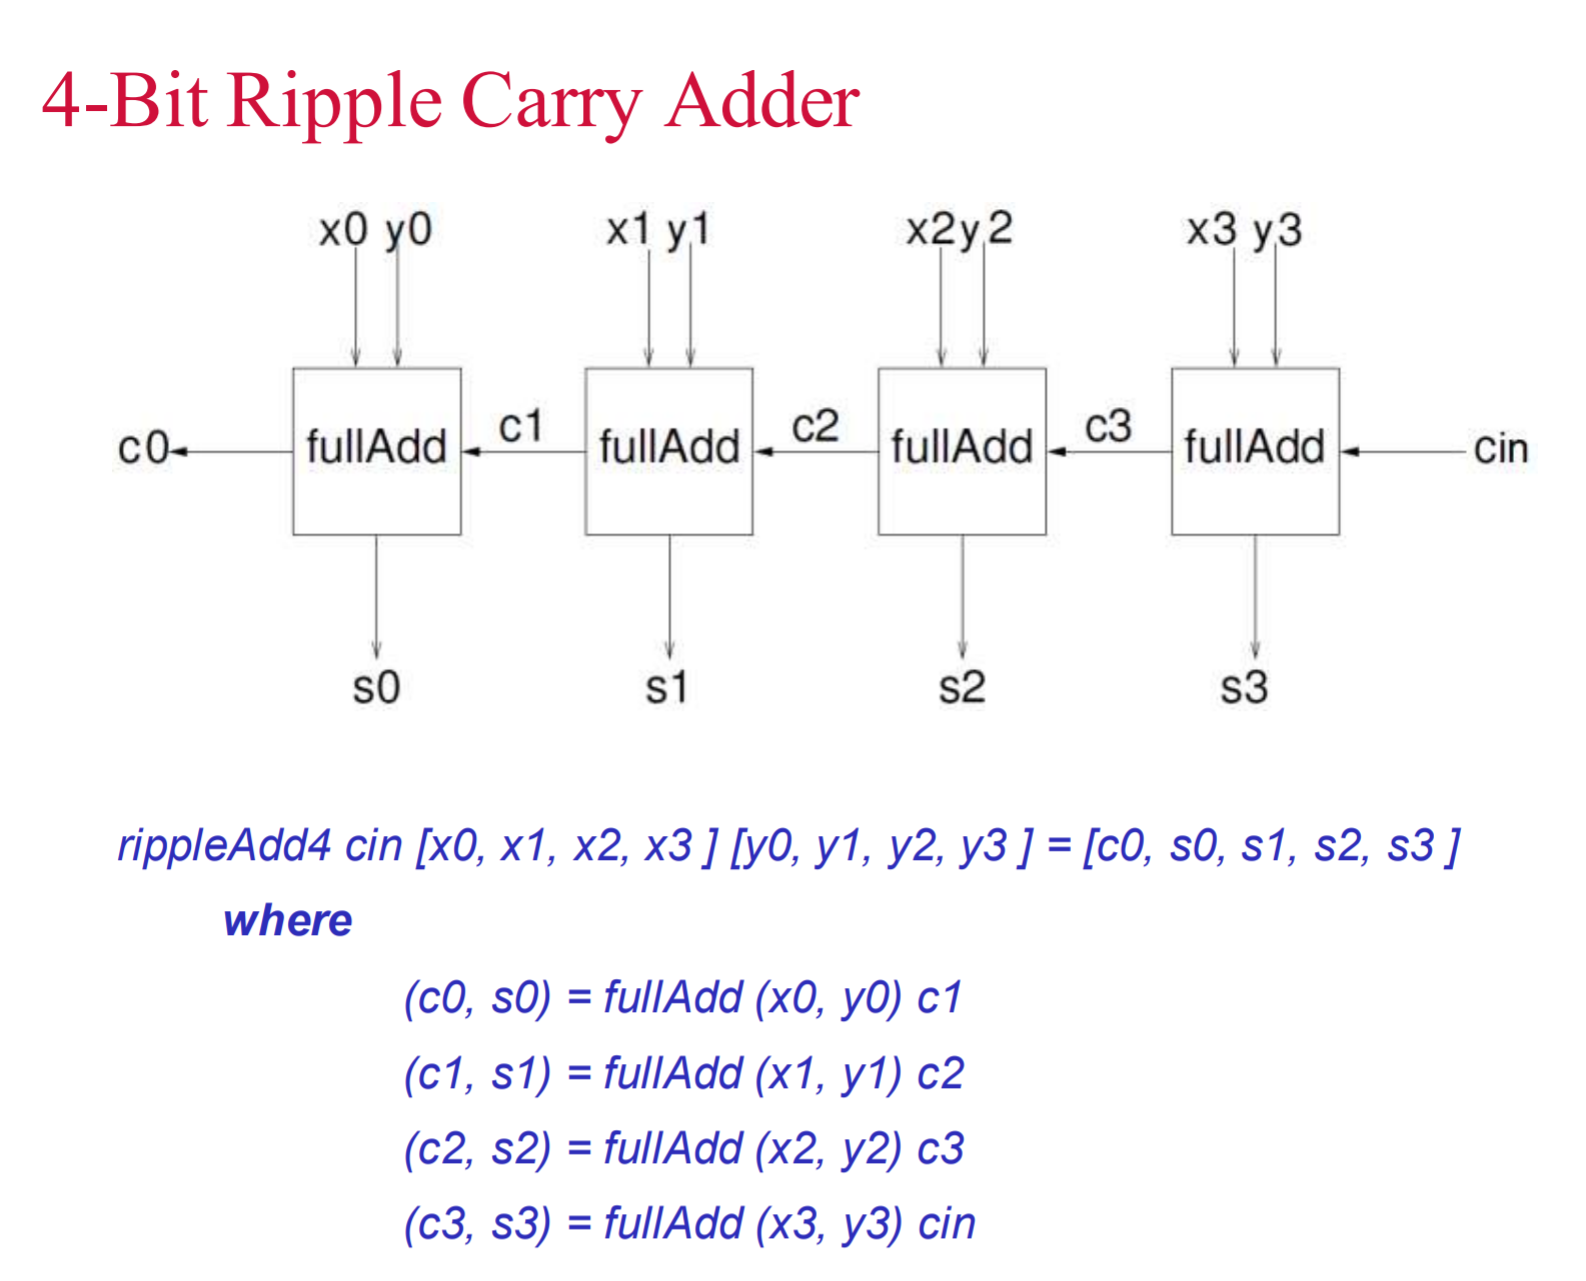 4-Bit Ripple Carry Adder
x0 y0 x1 y1 x2y2 x3 y3
c0 fullAdd c1 fullAdd c2 fullAdd c3 fullAdd cin
s0 s1 s2 s3
rippleAdd4 cin [x0, x1, x2, x3 ] [y0, y1, y2, y3 ] = [c0, s0, s1, s2, s3 ]
where
(c0, s0) = fullAdd (x0, y0) c1
(c1, s1) = fullAdd (x1, y1) c2
(c2, s2) = fullAdd (x2, y2) c3
(c3, s3) = fullAdd (x3, y3) cin